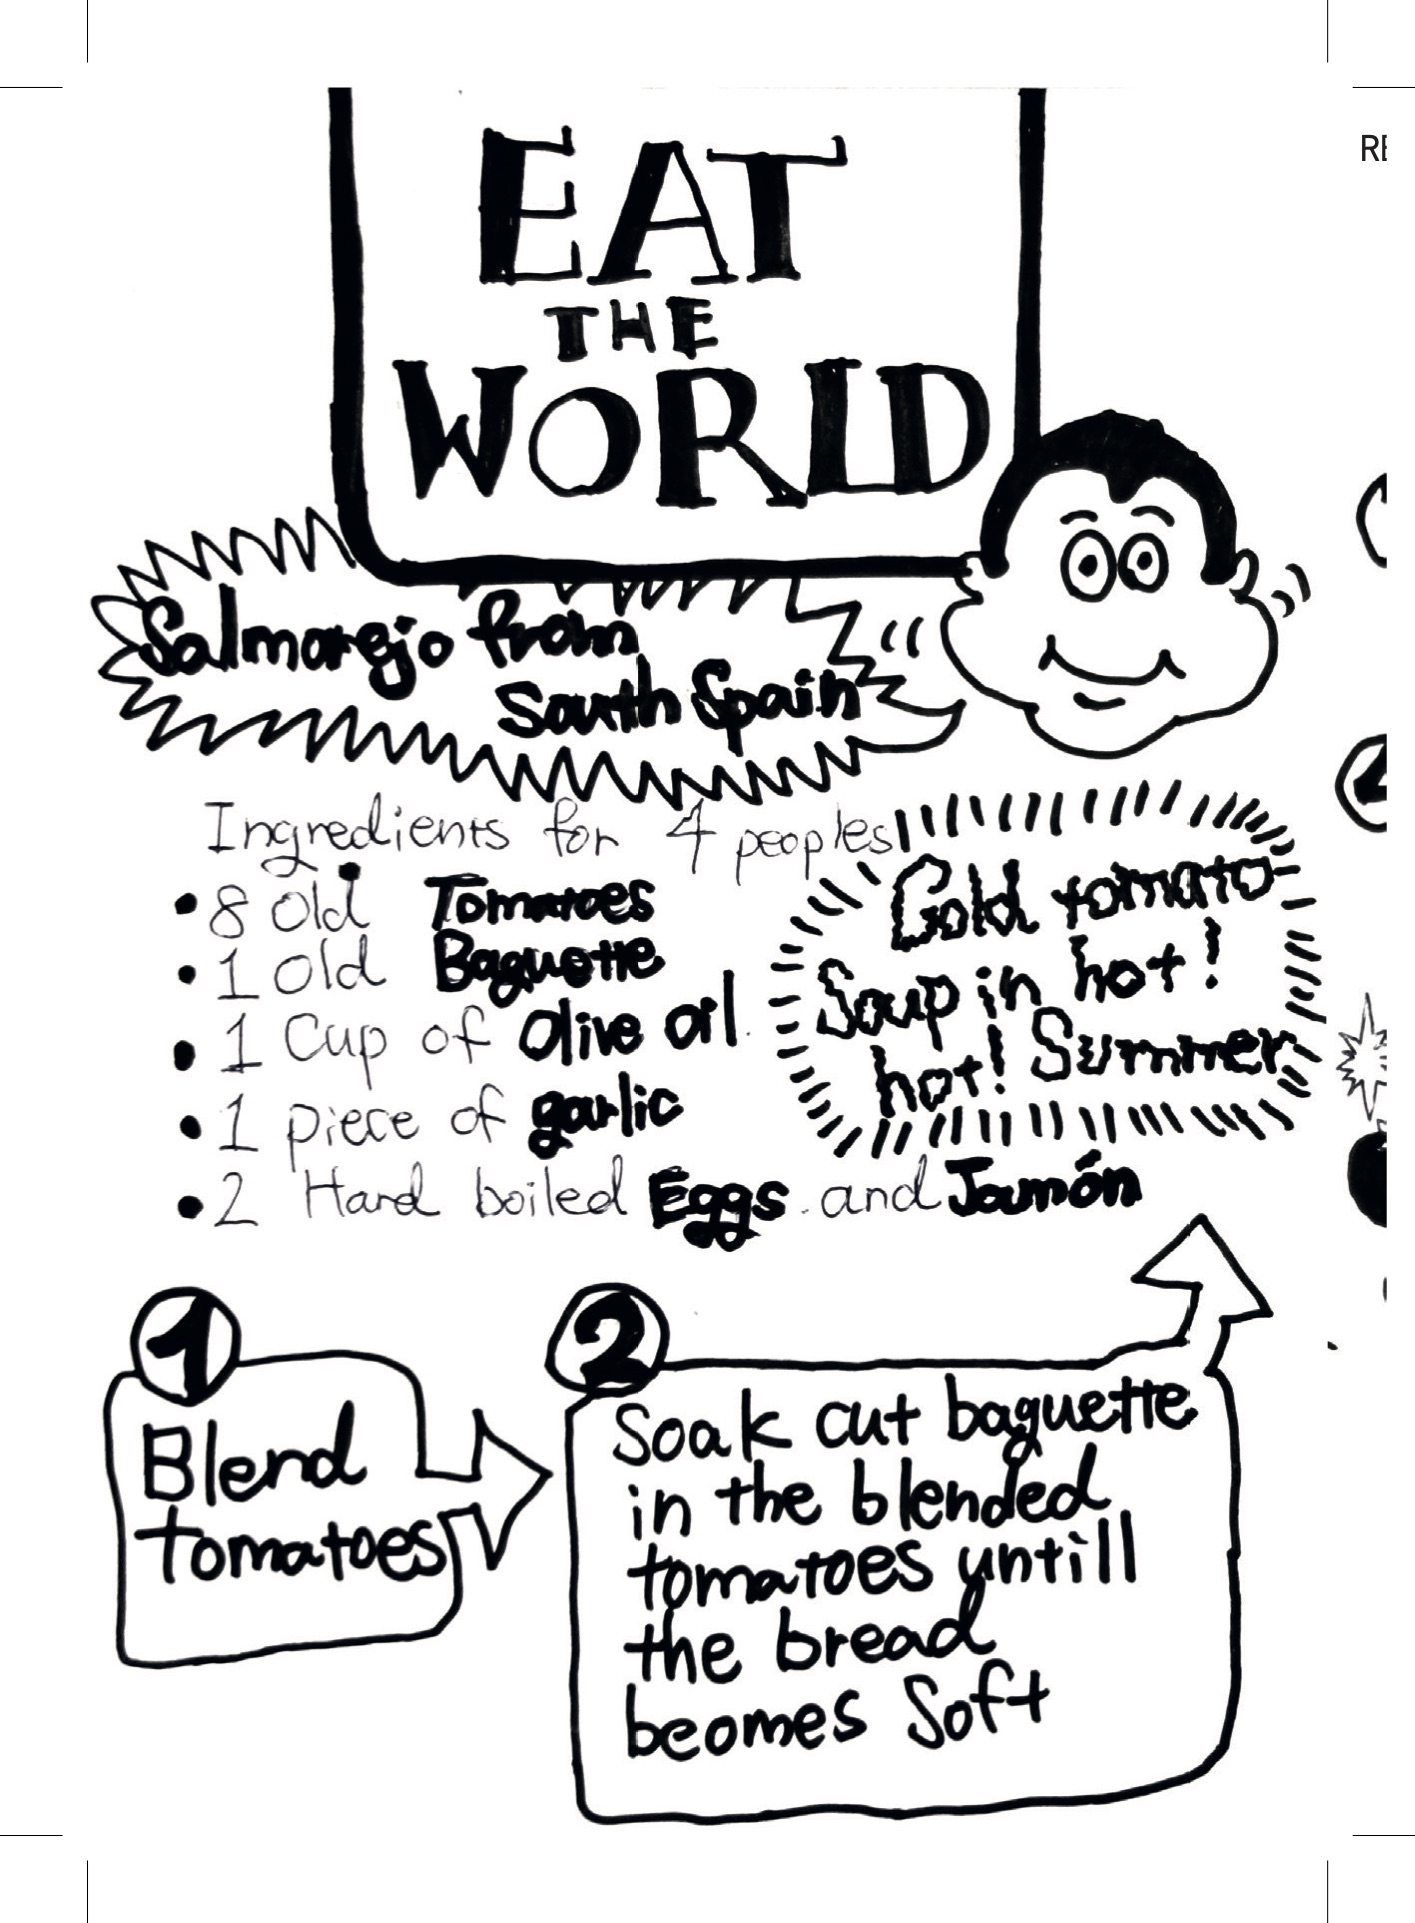 EAT
THE
WORLD
Salmorejo from
South Spain
Ingredients for 4 peoples
• 8 Old Tomatoes
• 1 Old Baguette
• 1 Cup of Olive oil
• 1 piece of garlic
• 2 Hard boiled Eggs and Jamón
Cold tomato
Soup in hot!
hot! Summer
1
Blend
tomatoes
2
Soak cut baguette
in the blended
tomatoes untill
the bread
beomes Soft